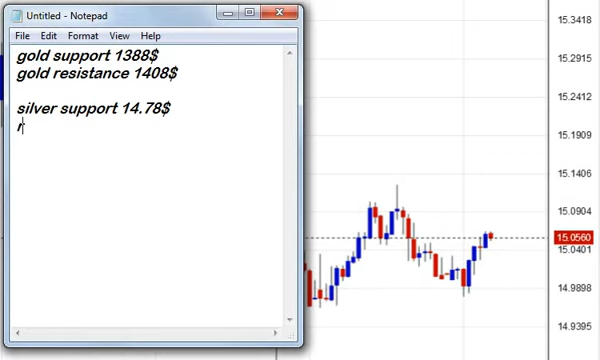 Untitled - Notepad
File Edit Format View Help
gold support 1388$
gold resistance 1408$
silver support 14.78$
r
15.3418
15.2915
15.2412
15.1909
15.1406
15.0904
15.0560
15.0401
14.9898
14.9395